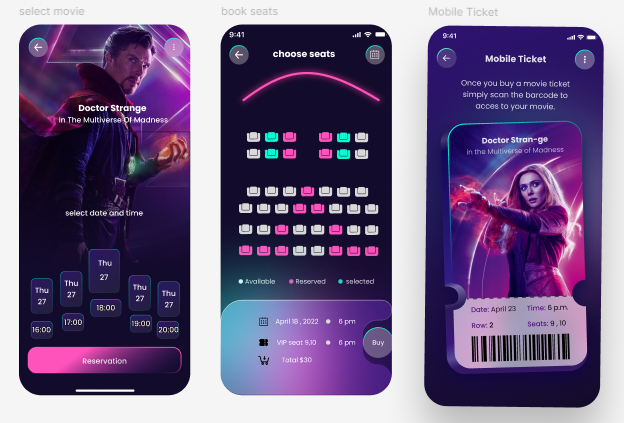 select movie
Doctor Strange
In The Multiverse Of Madness
select date and time
Thu
27
Thu
27
Thu
27
Thu
27
Thu
27
16:00
17:00
18:00
19:00
20:00
Reservation
book seats
9:41
choose seats
Available
Reserved
selected
April 18 , 2022
6 pm
VIP seat 9,10
6 pm
Total $30
Buy
Mobile Ticket
9:41
Mobile Ticket
Once you buy a movie ticket
simply scan the barcode to
acces to your movie.
Doctor Stran-ge
in the Multiverse of Madness
Date: April 23
Time: 6 p.m.
Row: 2
Seats: 9 , 10